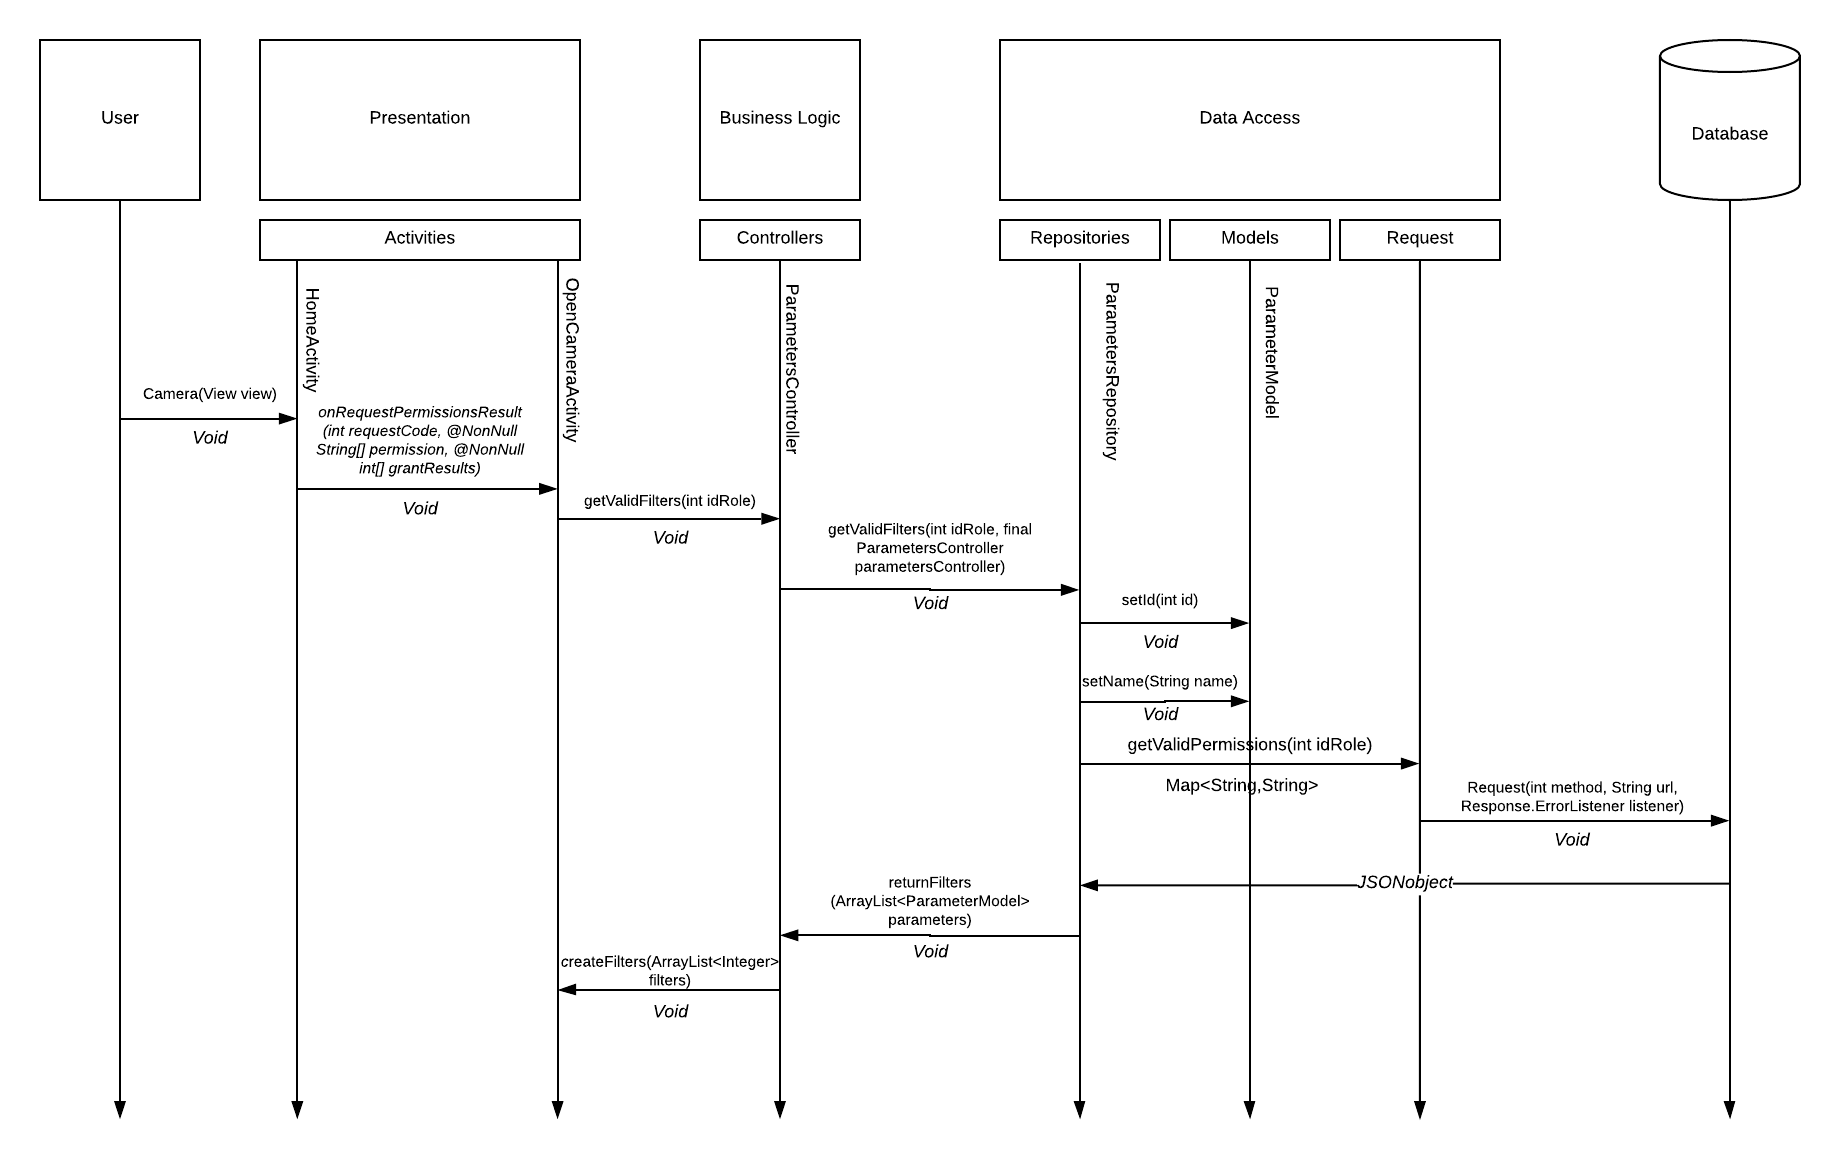 User
Presentation
Business Logic
Data Access
Database
Activities
Controllers
Repositories
Models
Request
HomeActivity
OpenCameraActivity
ParametersController
ParametersRepository
ParameterModel
Camera(View view)
Void
onRequestPermissionsResult
(int requestCode, @NonNull
String[] permission, @NonNull
int[] grantResults)
Void
getValidFilters(int idRole)
Void
getValidFilters(int idRole, final
ParametersController
parametersController)
Void
setId(int id)
Void
setName(String name)
Void
getValidPermissions(int idRole)
Map<String,String>
Request(int method, String url,
Response.ErrorListener listener)
Void
JSONobject
returnFilters
(ArrayList<ParameterModel>
parameters)
Void
createFilters(ArrayList<Integer>
filters)
Void